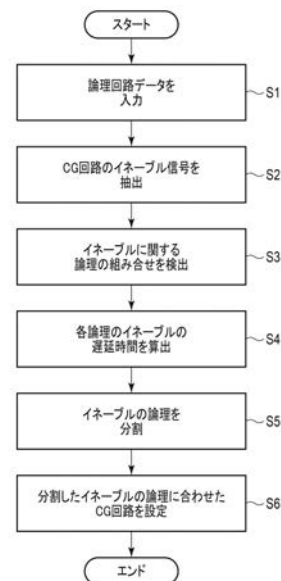 スタート
論理回路データを
入力
S1
CG回路のイネーブル信号を
抽出
S2
イネーブルに関する
論理の組み合せを検出
S3
各論理のイネーブルの
遅延時間を算出
S4
イネーブルの論理を
分割
S5
分割したイネーブルの論理に合わせた
CG回路を設定
S6
エンド